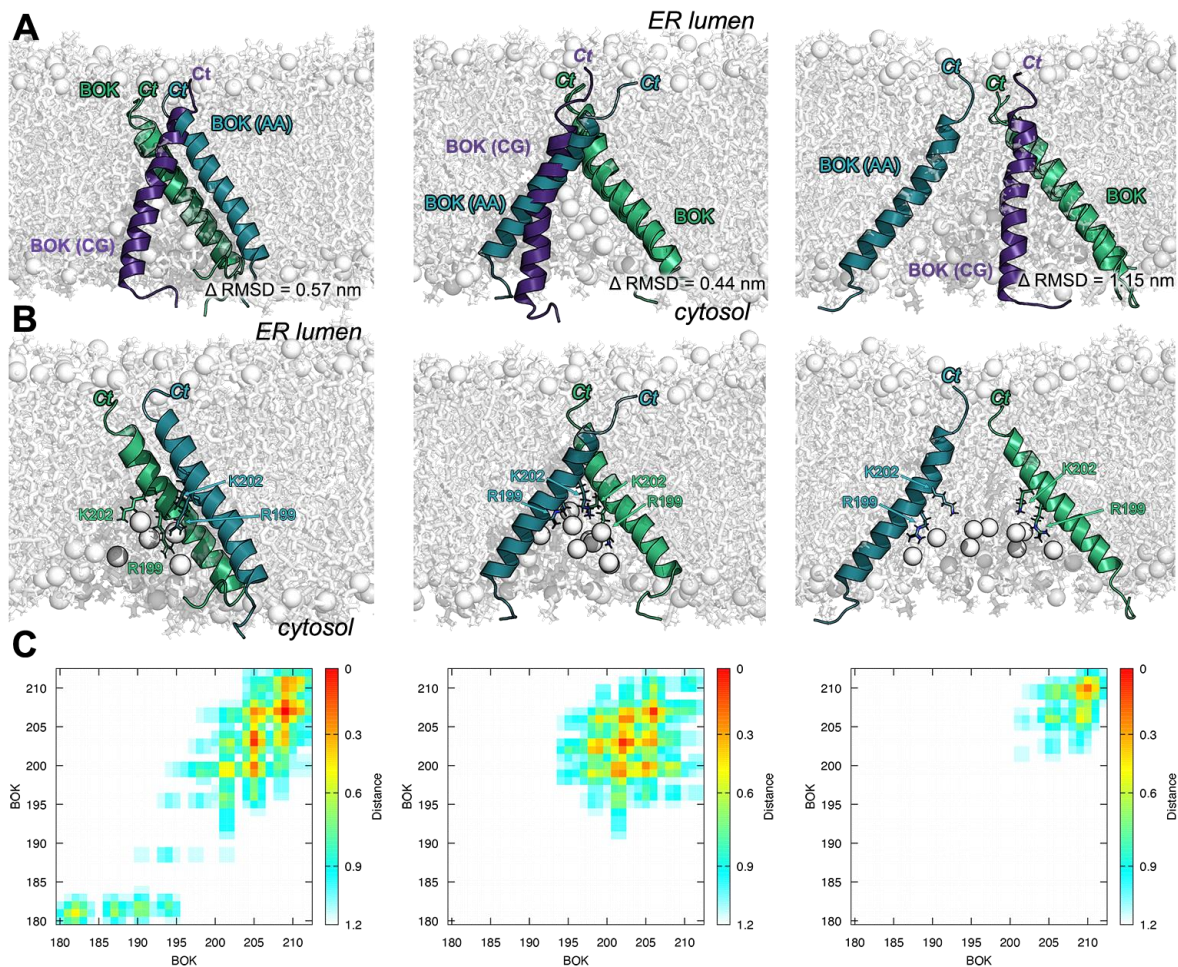 A
ER lumen
BOK Ct Ct Ct
BOK (AA)
BOK (CG)
Δ RMSD = 0.57 nm
Ct
Ct
Ct
BOK (CG)
BOK (AA)
BOK
Δ RMSD = 0.44 nm
Ct
Ct
Ct
BOK (AA)
BOK
BOK (CG)
Δ RMSD = 1.15 nm
cytosol
B
ER lumen
Ct Ct
K202
K202
R199
R199
cytosol
Ct Ct
K202
R199
K202
R199
Ct
Ct
K202
R199
K202
R199
C
210
205
200
195
190
185
180
BOK
180 185 190 195 200 205 210
BOK
0
0.3
0.6
0.9
1.2
Distance
210
205
200
195
190
185
180
BOK
180 185 190 195 200 205 210
BOK
0
0.3
0.6
0.9
1.2
Distance
210
205
200
195
190
185
180
BOK
180 185 190 195 200 205 210
BOK
0
0.3
0.6
0.9
1.2
Distance